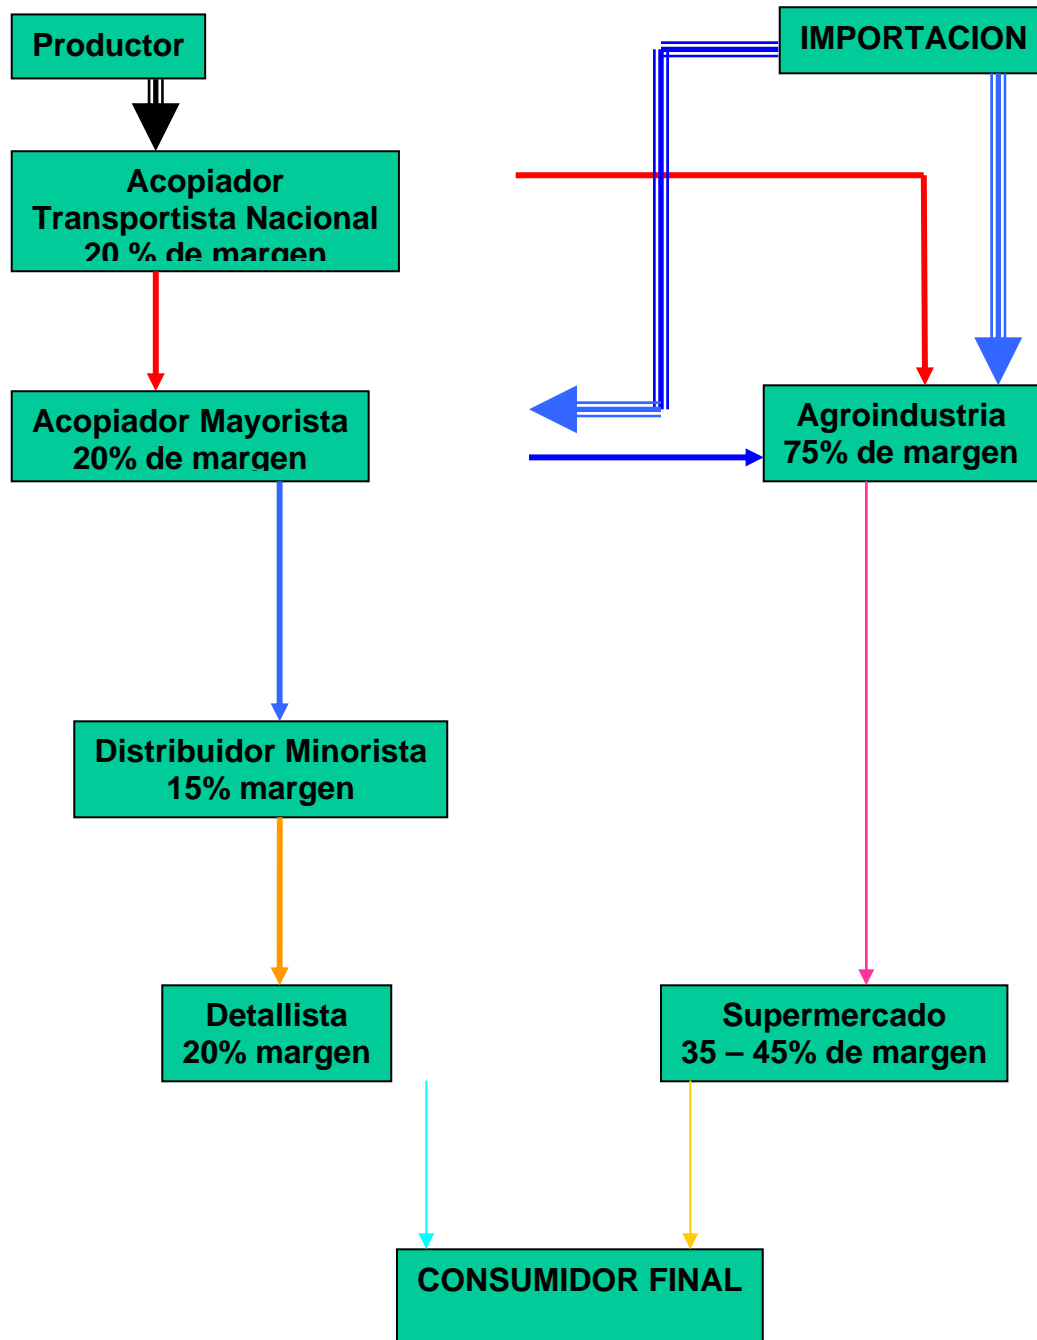 Productor
IMPORTACION
Acopiador
Transportista Nacional
20 % de margen
Acopiador Mayorista
20% de margen
Agroindustria
75% de margen
Distribuidor Minorista
15% margen
Detallista
20% margen
Supermercado
35 – 45% de margen
CONSUMIDOR FINAL